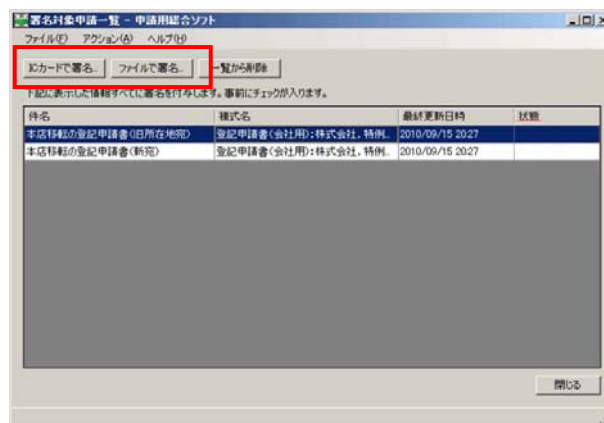 署名対象申請一覧 - 申請用総合ソフト
ファイル(F) アクション(A) ヘルプ(H)
ICカードで署名... ファイルで署名... 一覧から削除
下記に表示した情報すべてに署名を付与します。事前にチェックが入ります。
件名 様式名 最終更新日時 状態
本店移転の登記申請書(旧所在地宛) 登記申請書(会社用):株式会社，特例... 2010/09/15 20:27
本店移転の登記申請書(新宛) 登記申請書(会社用):株式会社，特例... 2010/09/15 20:27
閉じる